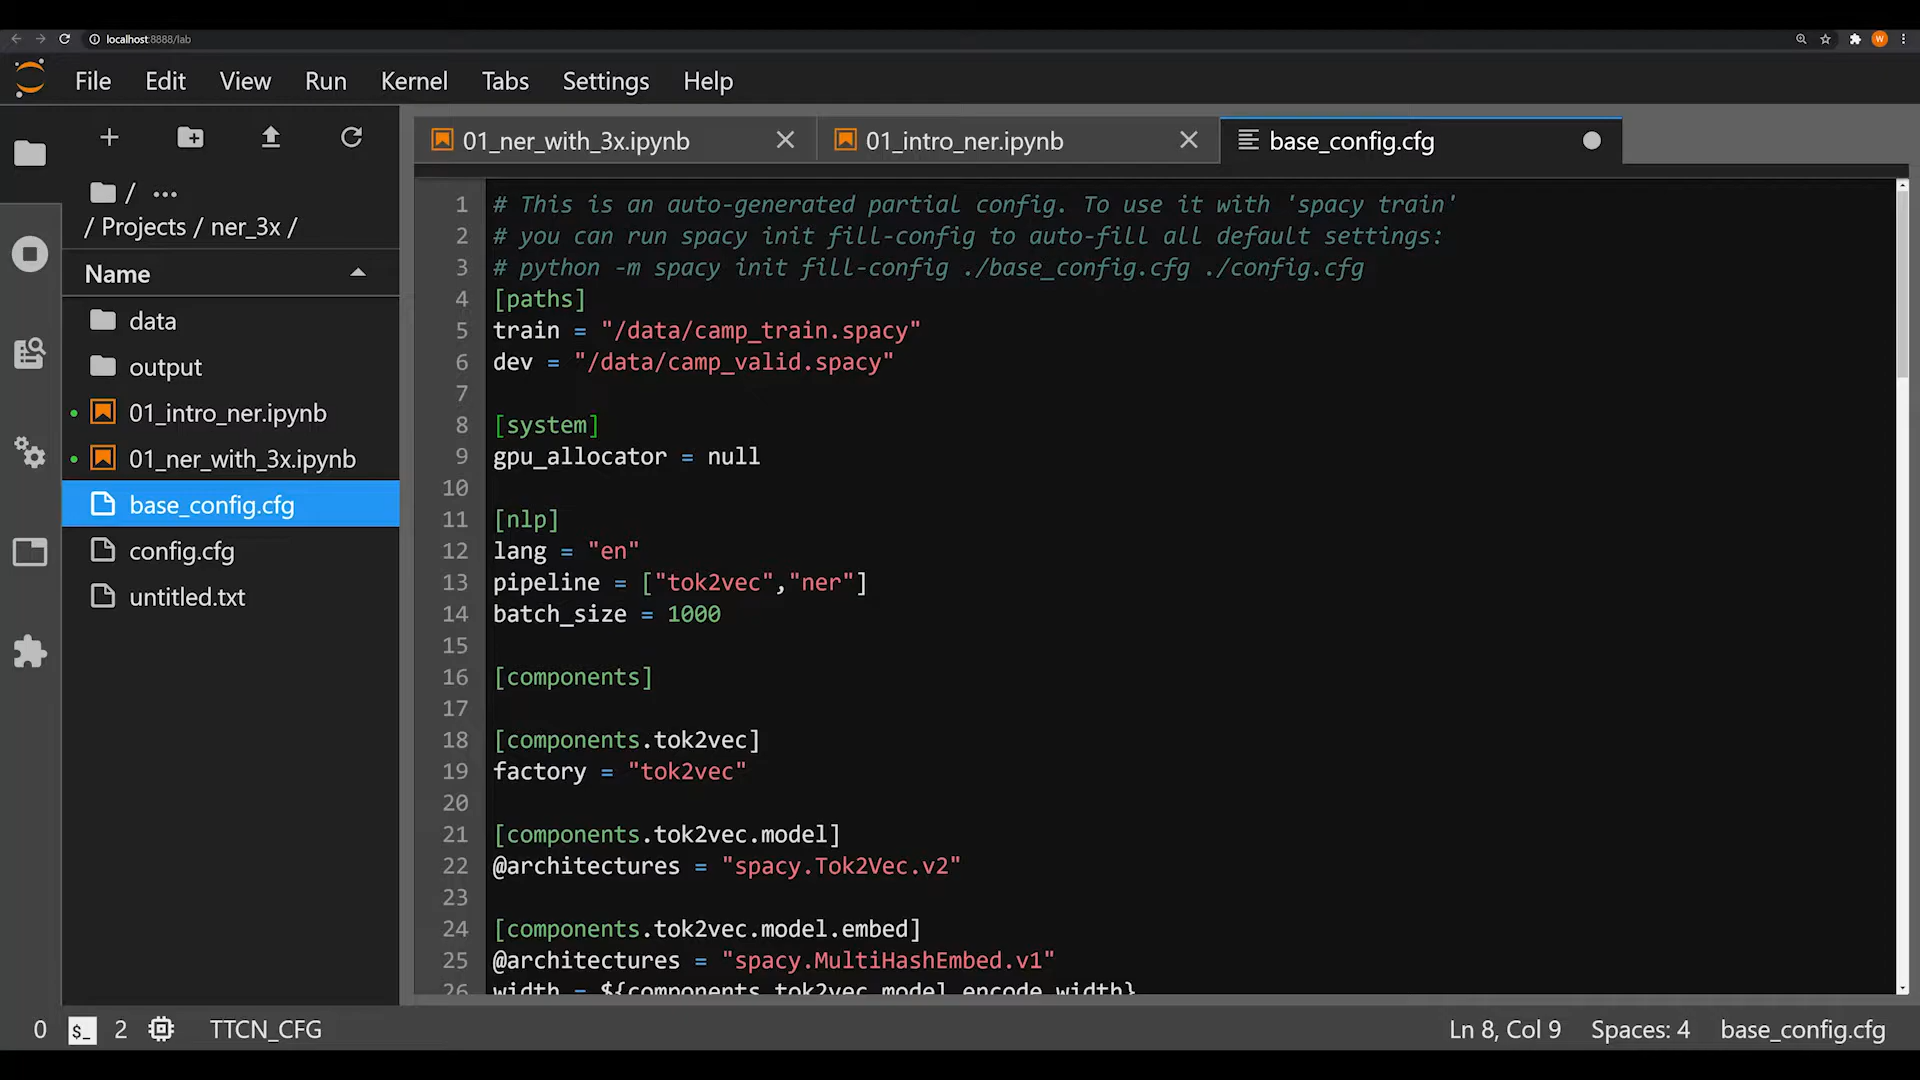 localhost:8888/lab
File Edit View Run Kernel Tabs Settings Help
01_ner_with_3x.ipynb 01_intro_ner.ipynb base_config.cfg
/ ...
/ Projects / ner_3x /
Name
data
output
01_intro_ner.ipynb
01_ner_with_3x.ipynb
base_config.cfg
config.cfg
untitled.txt
1 # This is an auto-generated partial config. To use it with 'spacy train'
2 # you can run spacy init fill-config to auto-fill all default settings:
3 # python -m spacy init fill-config ./base_config.cfg ./config.cfg
4 [paths]
5 train = "/data/camp_train.spacy"
6 dev = "/data/camp_valid.spacy"
7
8 [system]
9 gpu_allocator = null
10
11 [nlp]
12 lang = "en"
13 pipeline = ["tok2vec","ner"]
14 batch_size = 1000
15
16 [components]
17
18 [components.tok2vec]
19 factory = "tok2vec"
20
21 [components.tok2vec.model]
22 @architectures = "spacy.Tok2Vec.v2"
23
24 [components.tok2vec.model.embed]
25 @architectures = "spacy.MultiHashEmbed.v1"
26 width = ${components.tok2vec.model.encode.width}
0 $_ 2 TTCN_CFG Ln 8, Col 9 Spaces: 4 base_config.cfg
W